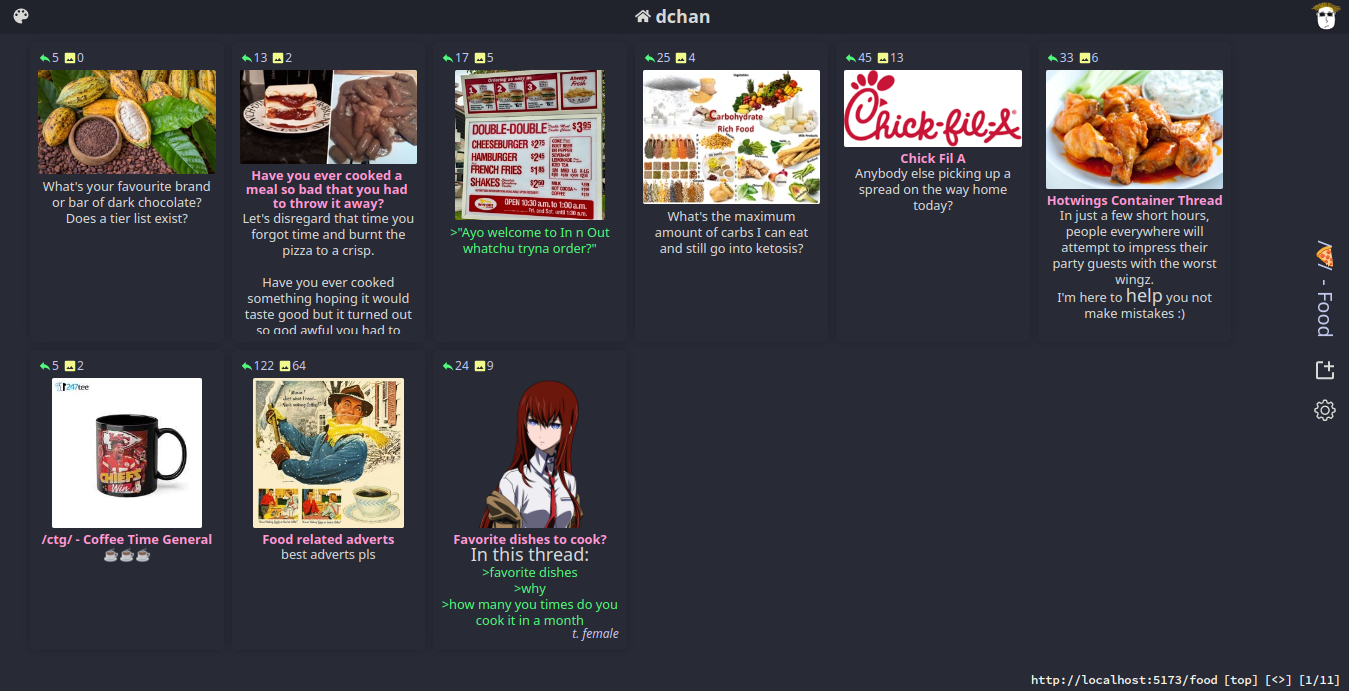 dchan
5 0
What's your favourite brand
or bar of dark chocolate?
Does a tier list exist?
13 2
Have you ever cooked a
meal so bad that you had
to throw it away?
Let's disregard that time you
forgot time and burnt the
pizza to a crisp.
Have you ever cooked
something hoping it would
taste good but it turned out
so god awful you had to
17 5
DOUBLE-DOUBLE $3.95
CHEESEBURGER $2.75
HAMBURGER $2.45
FRENCH FRIES $1.85
SHAKES $2.50
OPEN 10:30 a.m. to 1:00 a.m.
>"Ayo welcome to In n Out
whatchu tryna order?"
25 4
Carbohydrate
Rich Food
What's the maximum
amount of carbs I can eat
and still go into ketosis?
45 13
Chick-fil-A
Chick Fil A
Anybody else picking up a
spread on the way home
today?
33 6
Hotwings Container Thread
In just a few short hours,
people everywhere will
attempt to impress their
party guests with the worst
wingz.
I'm here to help you not
make mistakes :)
/🍕/ - Food
5 2
247tee
CHIEFS
/ctg/ - Coffee Time General
☕☕☕
122 64
Food related adverts
best adverts pls
24 9
Favorite dishes to cook?
In this thread:
>favorite dishes
>why
>how many you times do you
cook it in a month
t. female
http://localhost:5173/food [top] [<>] [1/11]